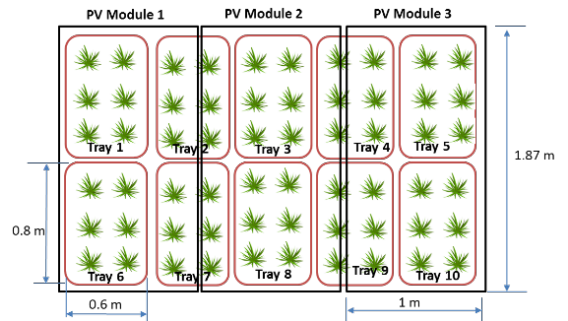 PV Module 1 PV Module 2 PV Module 3
Tray 1 Tray 2 Tray 3 Tray 4 Tray 5
1.87 m
0.8 m
Tray 6 Tray 7 Tray 8 Tray 9 Tray 10
0.6 m 1 m